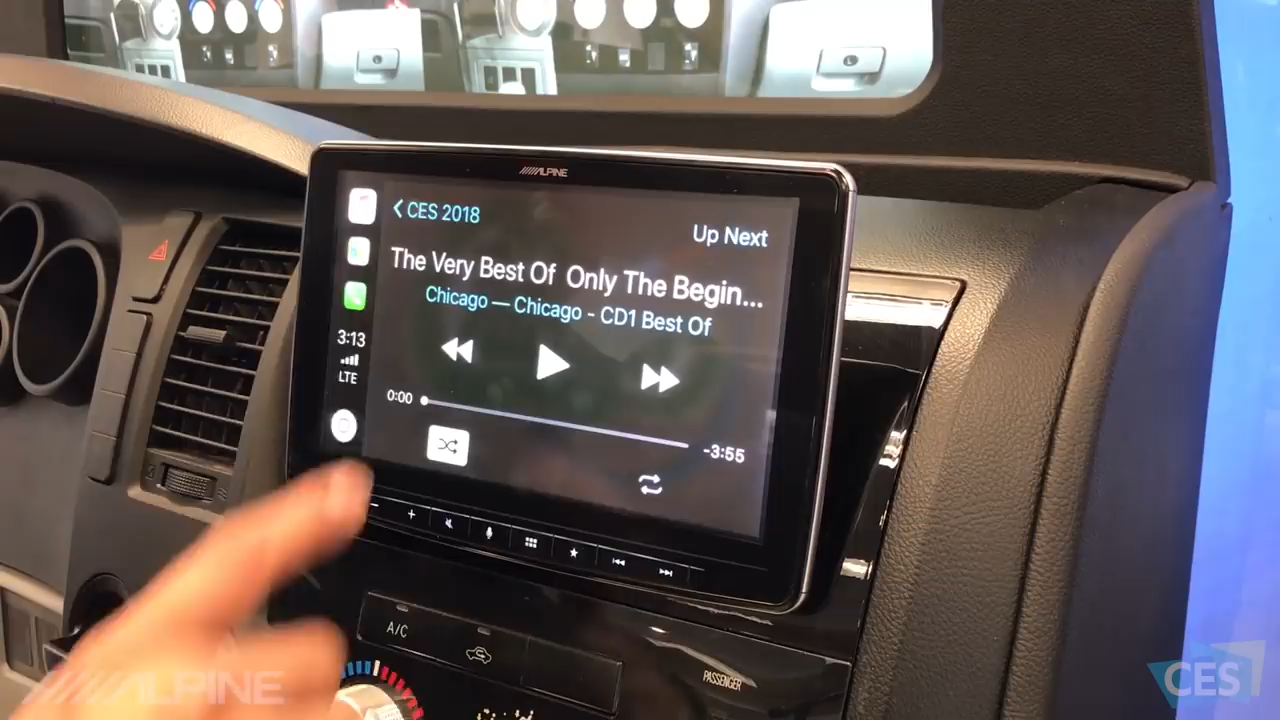 ALPINE
CES 2018
Up Next
The Very Best Of Only The Begin...
Chicago — Chicago - CD1 Best Of
3:13
LTE
0:00
-3:55
A/C
PASSENGER
ALPINE
CES